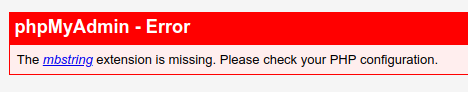 phpMyAdmin - Error
The mbstring extension is missing. Please check your PHP configuration.